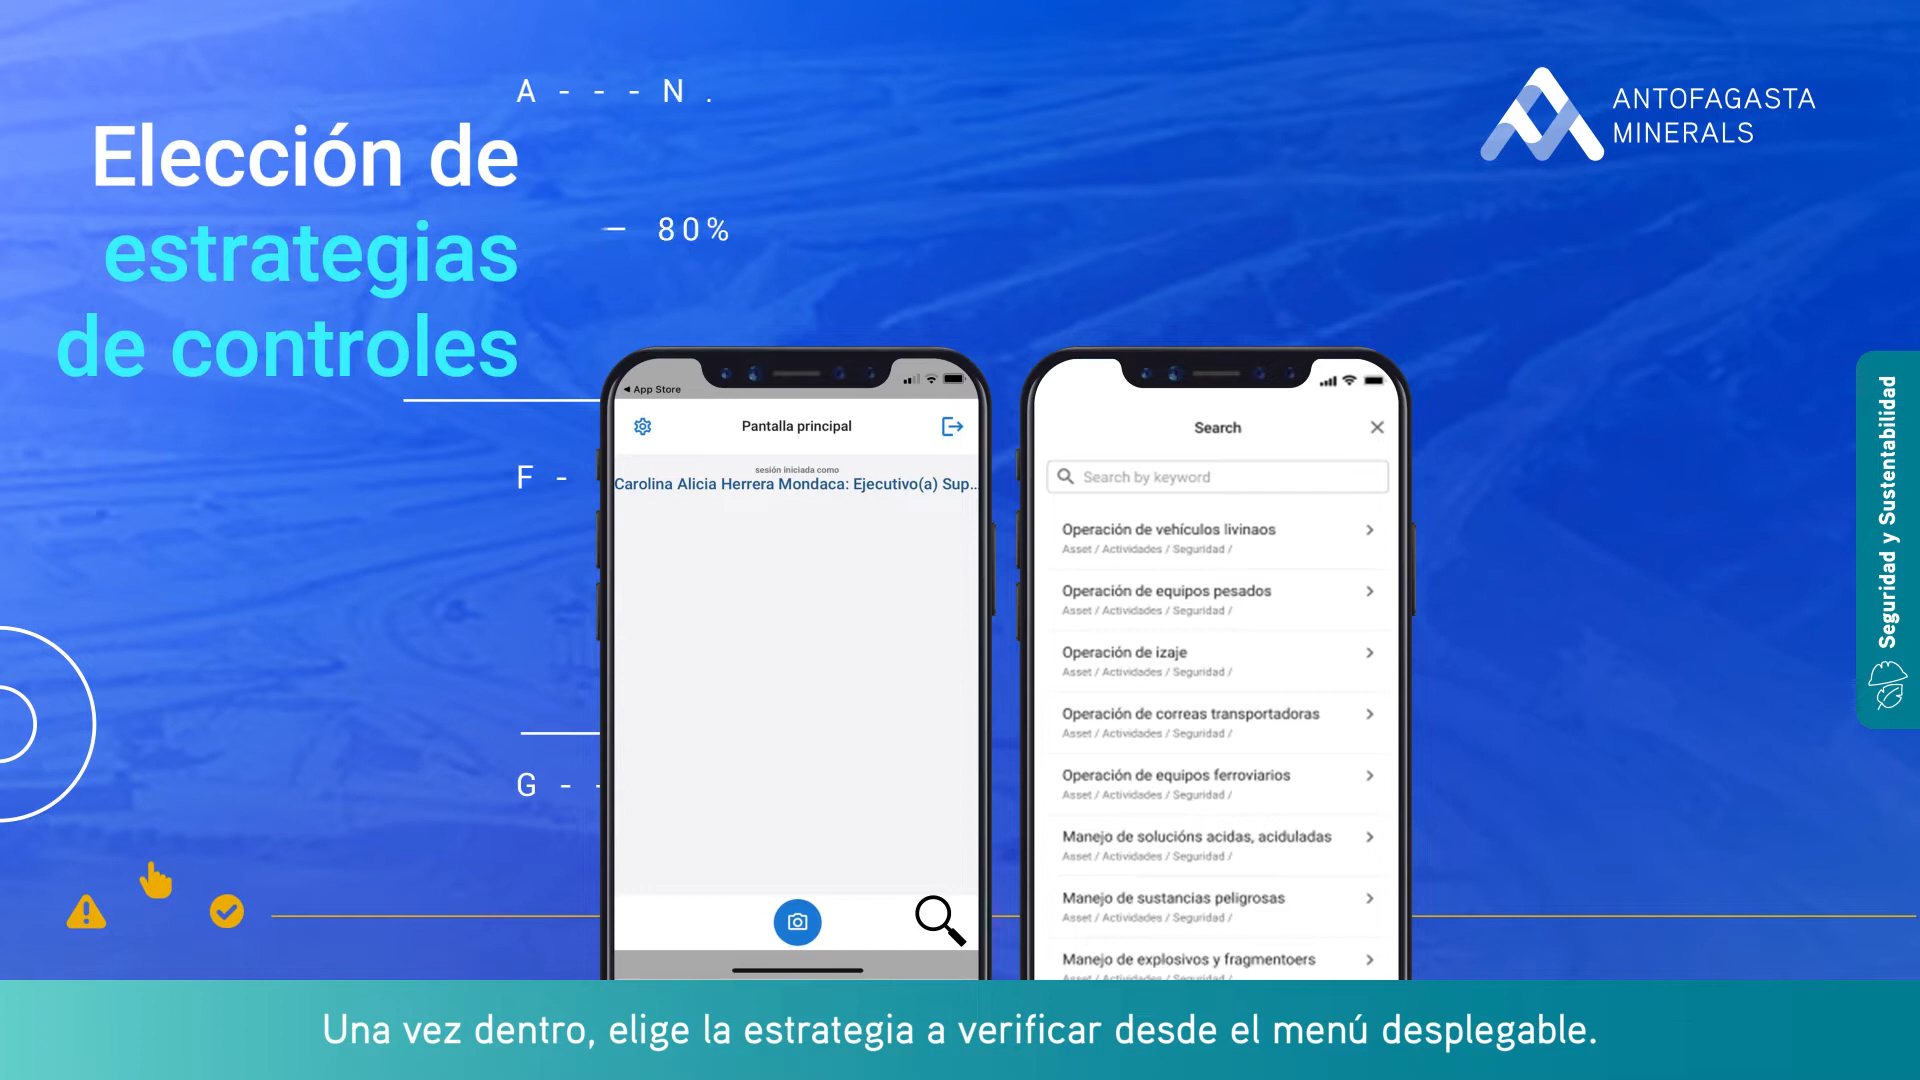 A - - - N .
Elección de
estrategias
de controles
— 80%
F -
G - -
ANTOFAGASTA
MINERALS
App Store
Pantalla principal
sesión iniciada como
Carolina Alicia Herrera Mondaca: Ejecutivo(a) Sup...
Search
Search by keyword
Operación de vehículos livinaos
Asset / Actividades / Seguridad /
Operación de equipos pesados
Asset / Actividades / Seguridad /
Operación de izaje
Asset / Actividades / Seguridad /
Operación de correas transportadoras
Asset / Actividades / Seguridad /
Operación de equipos ferroviarios
Asset / Actividades / Seguridad /
Manejo de solucións acidas, aciduladas
Asset / Actividades / Seguridad /
Manejo de sustancias peligrosas
Asset / Actividades / Seguridad /
Manejo de explosivos y fragmentoers
Asset / Actividades / Seguridad /
Seguridad y Sustentabilidad
Una vez dentro, elige la estrategia a verificar desde el menú desplegable.